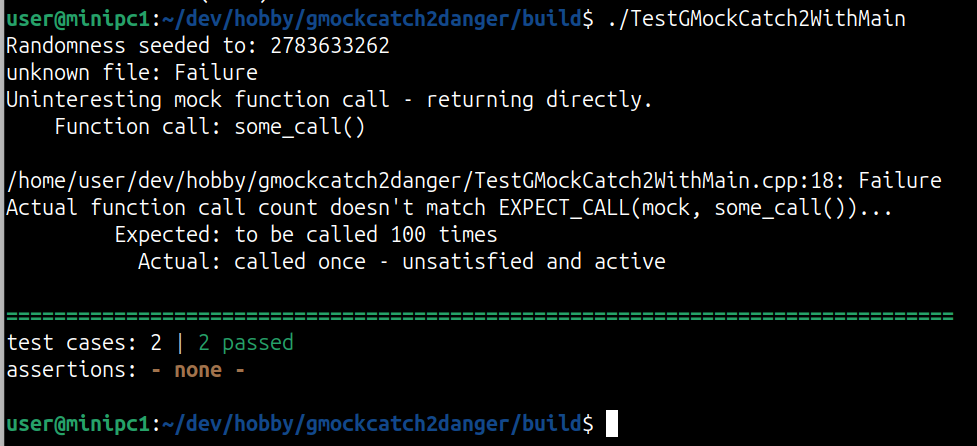 user@minipc1:~/dev/hobby/gmockcatch2danger/build$ ./TestGMockCatch2WithMain
Randomness seeded to: 2783633262
unknown file: Failure
Uninteresting mock function call - returning directly.
    Function call: some_call()

/home/user/dev/hobby/gmockcatch2danger/TestGMockCatch2WithMain.cpp:18: Failure
Actual function call count doesn't match EXPECT_CALL(mock, some_call())...
         Expected: to be called 100 times
           Actual: called once - unsatisfied and active

===============================================================================
test cases: 2 | 2 passed
assertions: - none -

user@minipc1:~/dev/hobby/gmockcatch2danger/build$